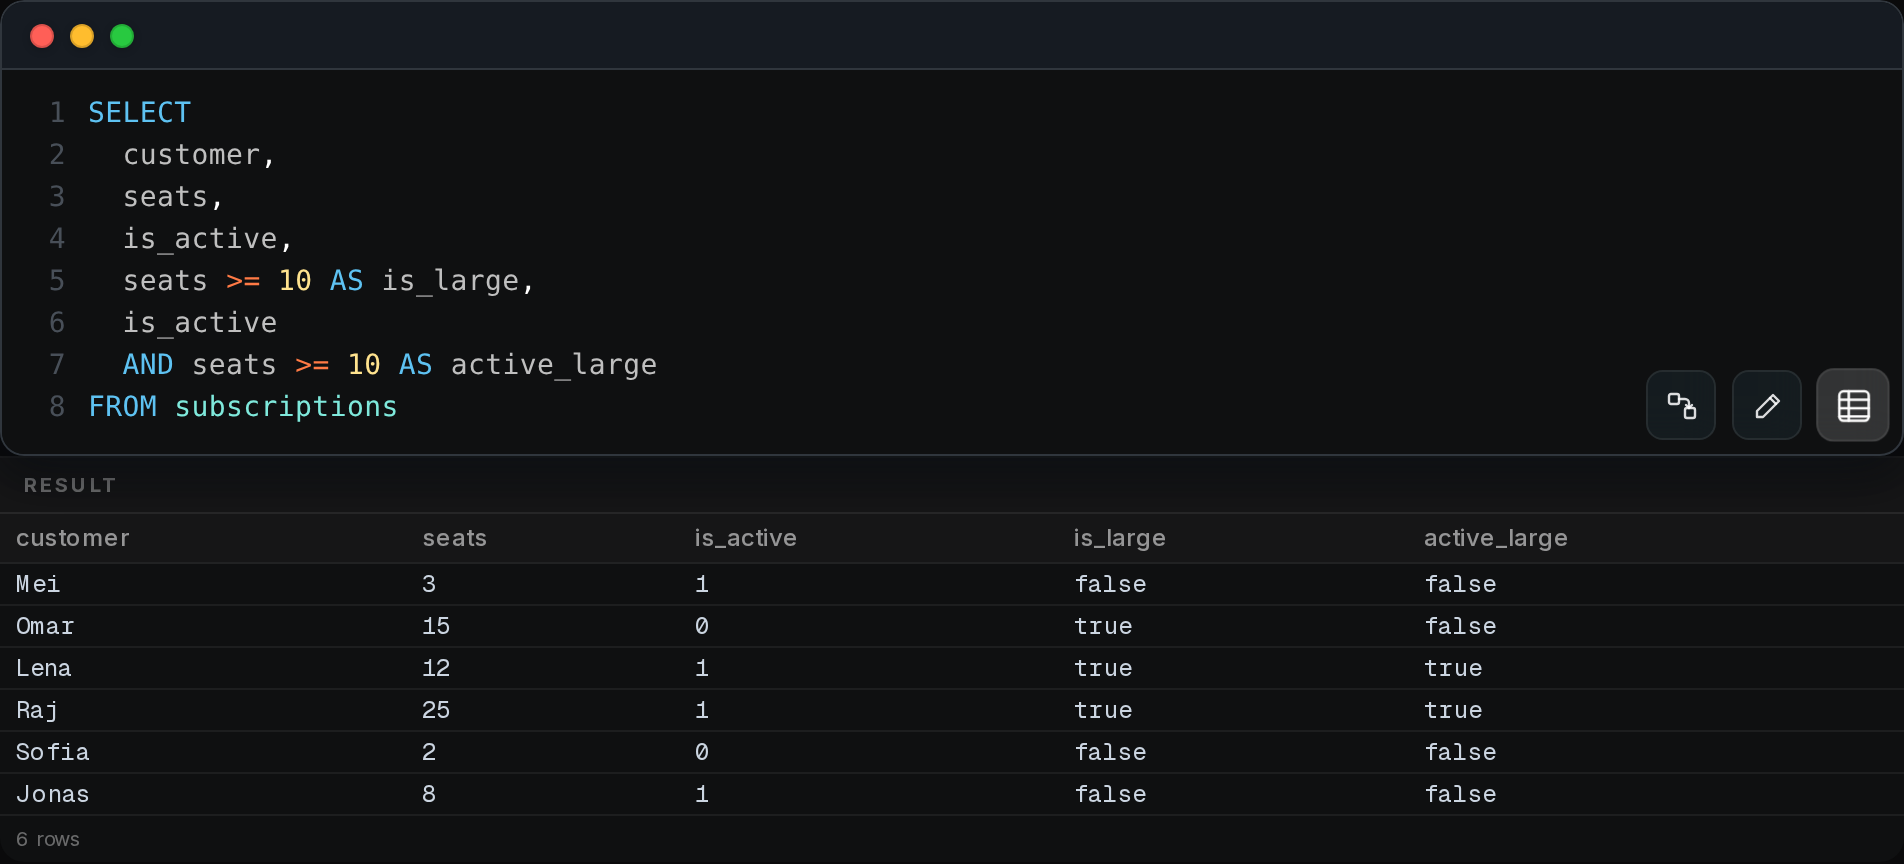 1 SELECT
2   customer,
3   seats,
4   is_active,
5   seats >= 10 AS is_large,
6   is_active
7   AND seats >= 10 AS active_large
8 FROM subscriptions
RESULT
customer seats is_active is_large active_large
Mei 3 1 false false
Omar 15 0 true false
Lena 12 1 true true
Raj 25 1 true true
Sofia 2 0 false false
Jonas 8 1 false false
6 rows